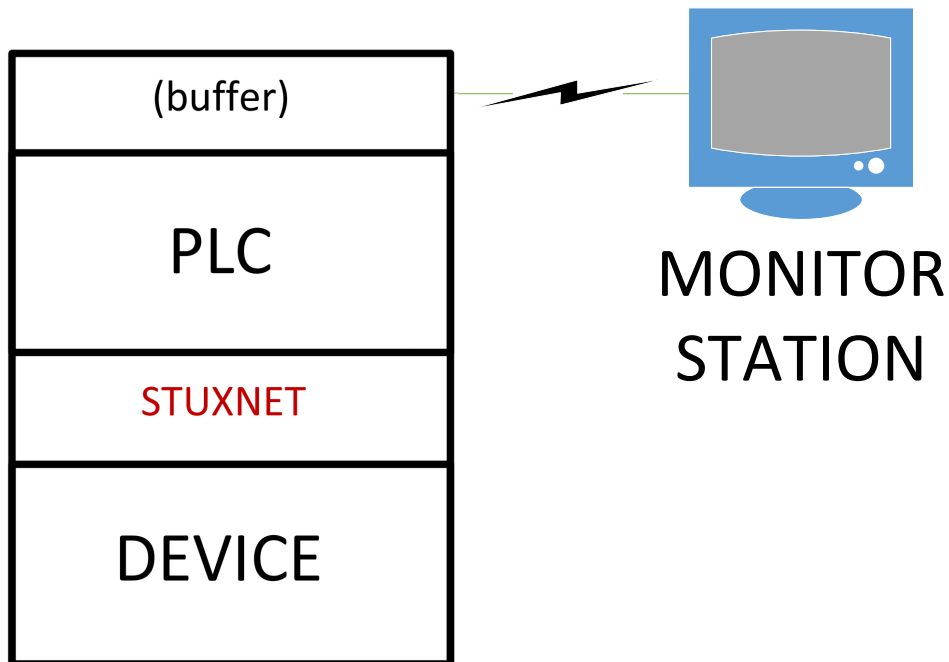 (buffer)
PLC
STUXNET
DEVICE
MONITOR
STATION